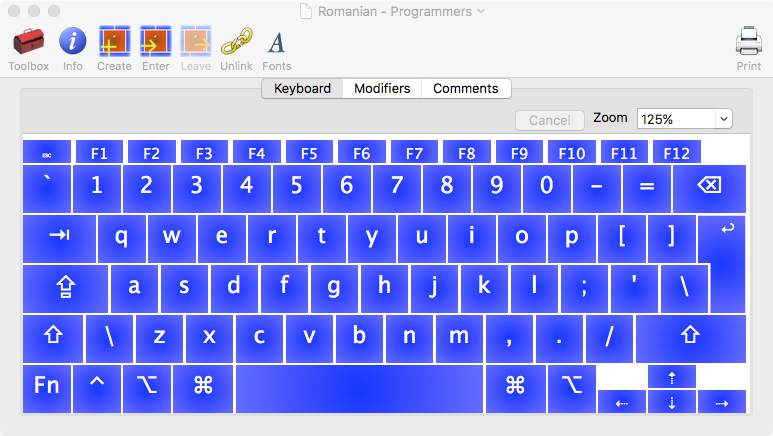 Romanian - Programmers
Toolbox Info Create Enter Leave Unlink Fonts Print
Keyboard Modifiers Comments
Cancel Zoom 125%
esc F1 F2 F3 F4 F5 F6 F7 F8 F9 F10 F11 F12
` 1 2 3 4 5 6 7 8 9 0 - = ⌫
⇥ q w e r t y u i o p [ ] ↩
⇪ a s d f g h j k l ; ' \
⇧ \ z x c v b n m , . / ⇧
Fn ^ ⌥ ⌘ ⌘ ⌥ ⇠ ⇡ ⇣ ⇢